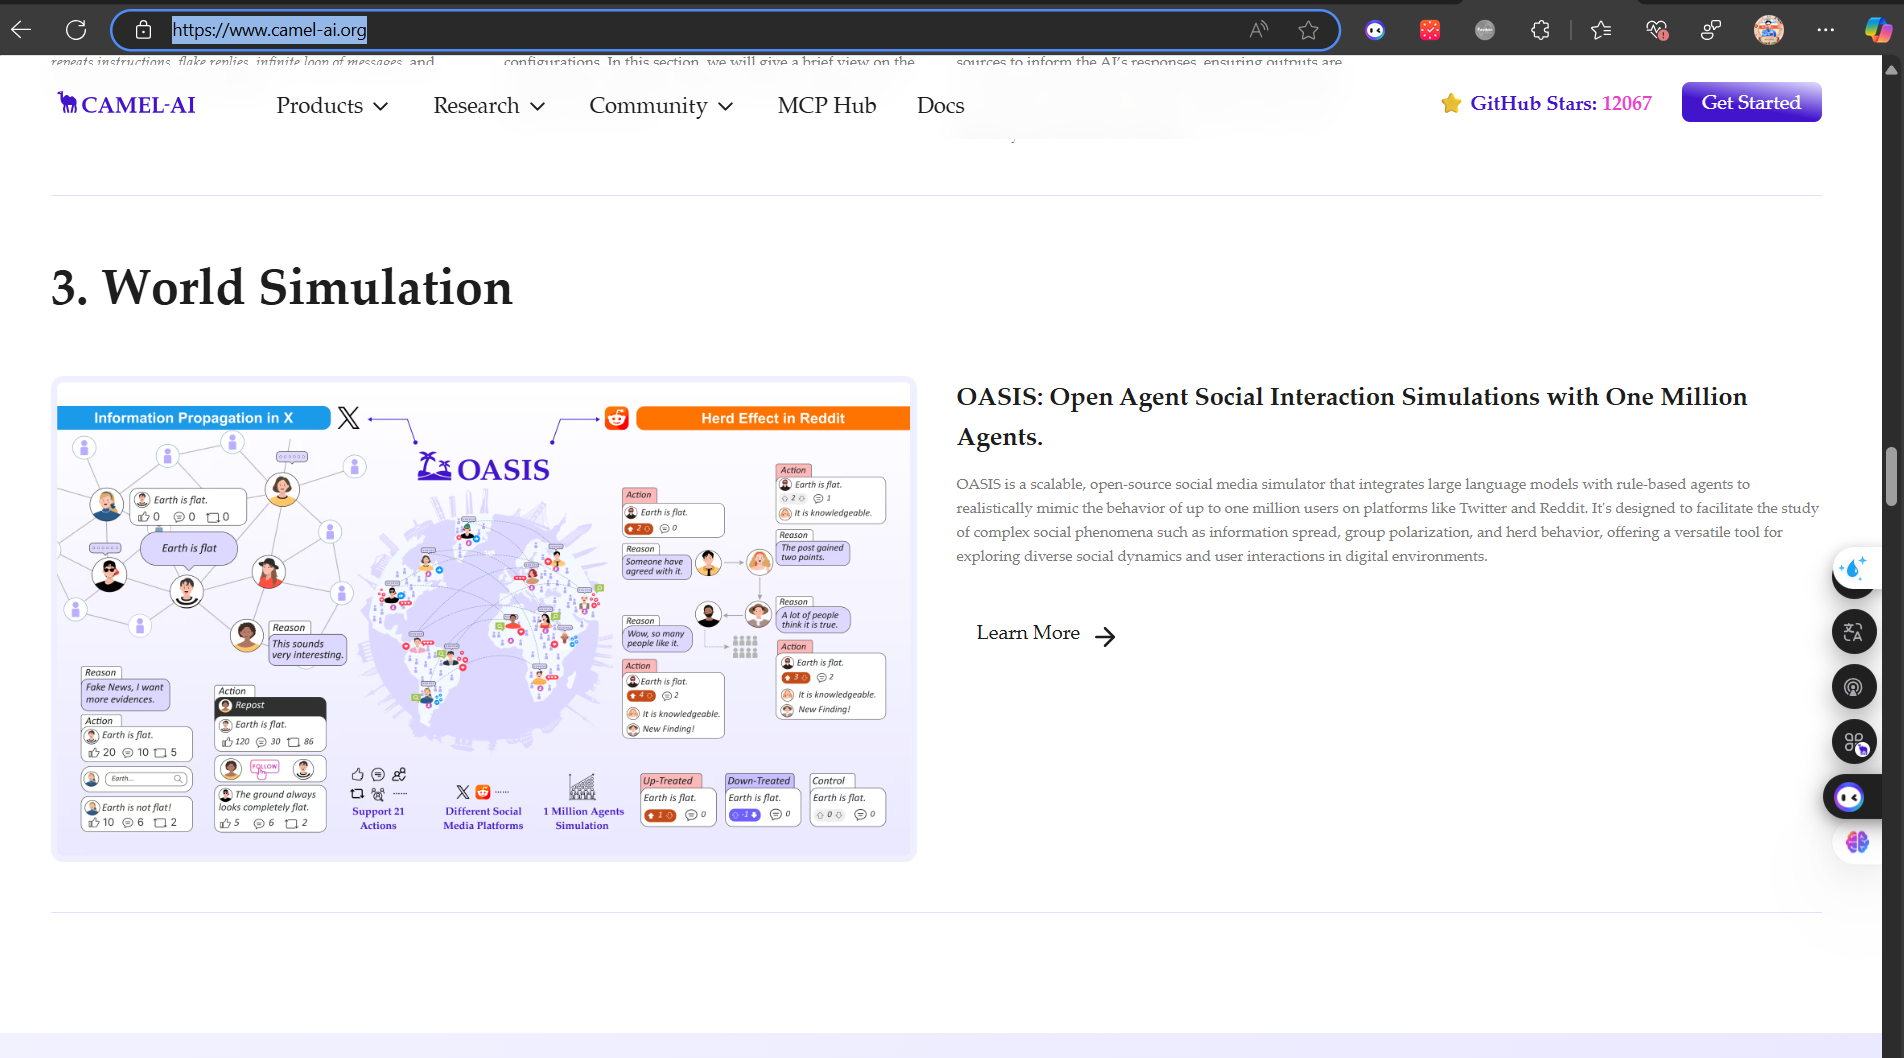 https://www.camel-ai.org
repeats instructions, flake replies, infinite loop of messages, and
configurations. In this section, we will give a brief view on the
sources to inform the AI's responses, ensuring outputs are
CAMEL-AI
Products
Research
Community
MCP Hub
Docs
GitHub Stars: 12067
Get Started
3. World Simulation
Information Propagation in X
Herd Effect in Reddit
OASIS
Earth is flat.
0 0 0
Earth is flat
Reason
This sounds
very interesting.
Reason
Fake News, I want
more evidences.
Action
Earth is flat.
20 10 5
Earth...
Earth is not flat!
10 6 2
Action
Repost
Earth is flat.
120 30 86
FOLLOW
The ground always
looks completely flat.
5 6 2
Support 21
Actions
Different Social
Media Platforms
1 Million Agents
Simulation
Action
Earth is flat.
2 0
Reason
Someone have
agreed with it.
Action
Earth is flat.
2 1
It is knowledgeable.
Reason
The post gained
two points.
Reason
A lot of people
think it is true.
Reason
Wow, so many
people like it.
Action
Earth is flat.
4 2
It is knowledgeable.
New Finding!
Action
Earth is flat.
3 2
It is knowledgeable.
New Finding!
Up-Treated
Earth is flat.
1 0
Down-Treated
Earth is flat.
-1 0
Control
Earth is flat.
0 0
OASIS: Open Agent Social Interaction Simulations with One Million
Agents.
OASIS is a scalable, open-source social media simulator that integrates large language models with rule-based agents to
realistically mimic the behavior of up to one million users on platforms like Twitter and Reddit. It's designed to facilitate the study
of complex social phenomena such as information spread, group polarization, and herd behavior, offering a versatile tool for
exploring diverse social dynamics and user interactions in digital environments.
Learn More